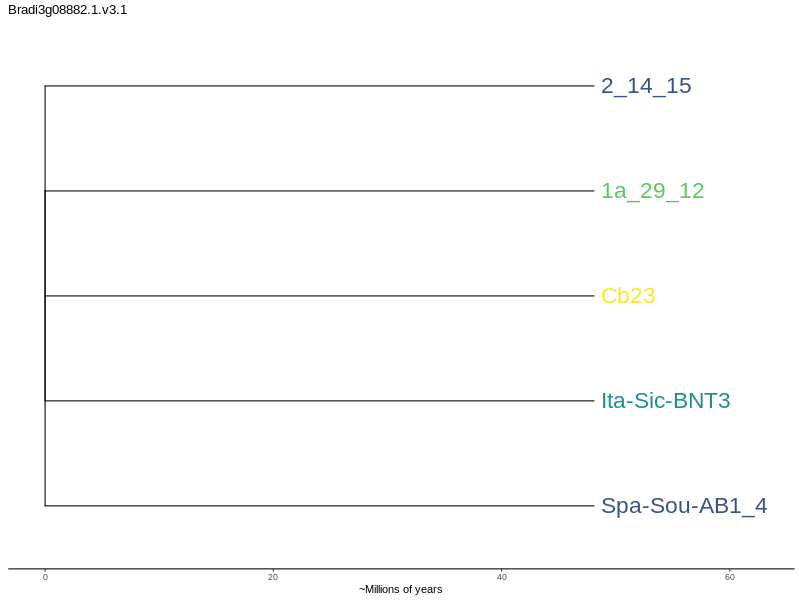 Bradi3g08882.1.v3.1
2_14_15
1a_29_12
Cb23
Ita-Sic-BNT3
Spa-Sou-AB1_4
0 20 40 60
~Millions of years